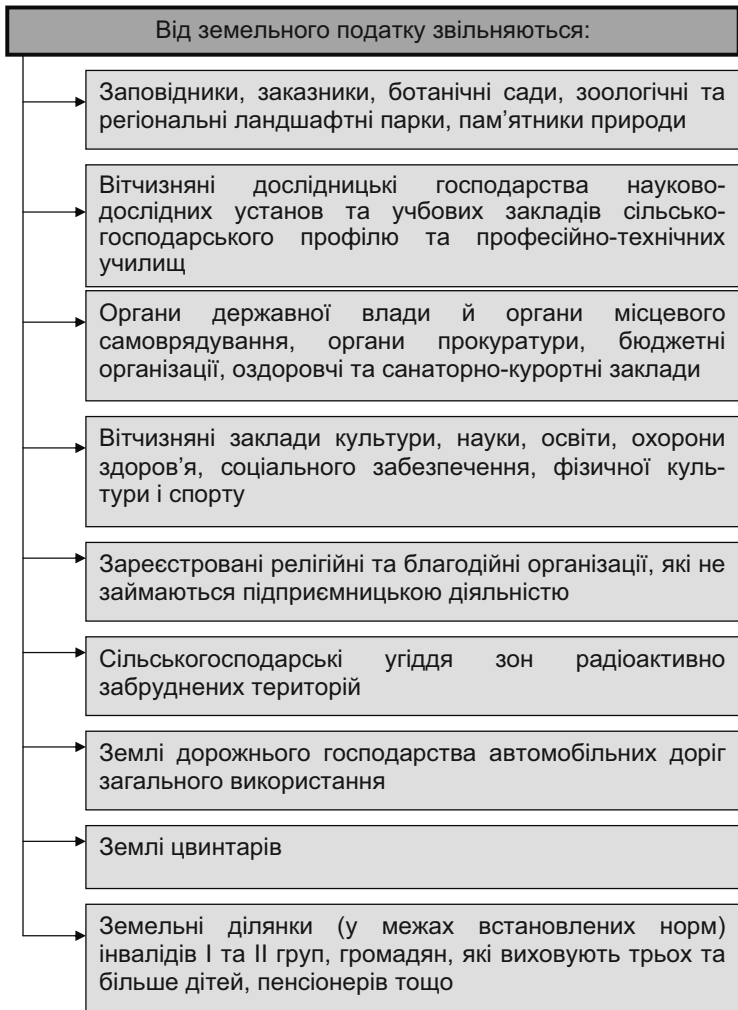 Від земельного податку звільняються:
Заповідники, заказники, ботанічні сади, зоологічні та
регіональні ландшафтні парки, пам’ятники природи
Вітчизняні дослідницькі господарства науково-
дослідних установ та учбових закладів сільсько-
господарського профілю та професійно-технічних
училищ
Органи державної влади й органи місцевого
самоврядування, органи прокуратури, бюджетні
організації, оздоровчі та санаторно-курортні заклади
Вітчизняні заклади культури, науки, освіти, охорони
здоров’я, соціального забезпечення, фізичної куль-
тури і спорту
Зареєстровані релігійні та благодійні організації, які не
займаються підприємницькою діяльністю
Сільськогосподарські угіддя зон радіоактивно
забруднених територій
Землі дорожнього господарства автомобільних доріг
загального використання
Землі цвинтарів
Земельні ділянки (у межах встановлених норм)
інвалідів І та ІІ груп, громадян, які виховують трьох та
більше дітей, пенсіонерів тощо